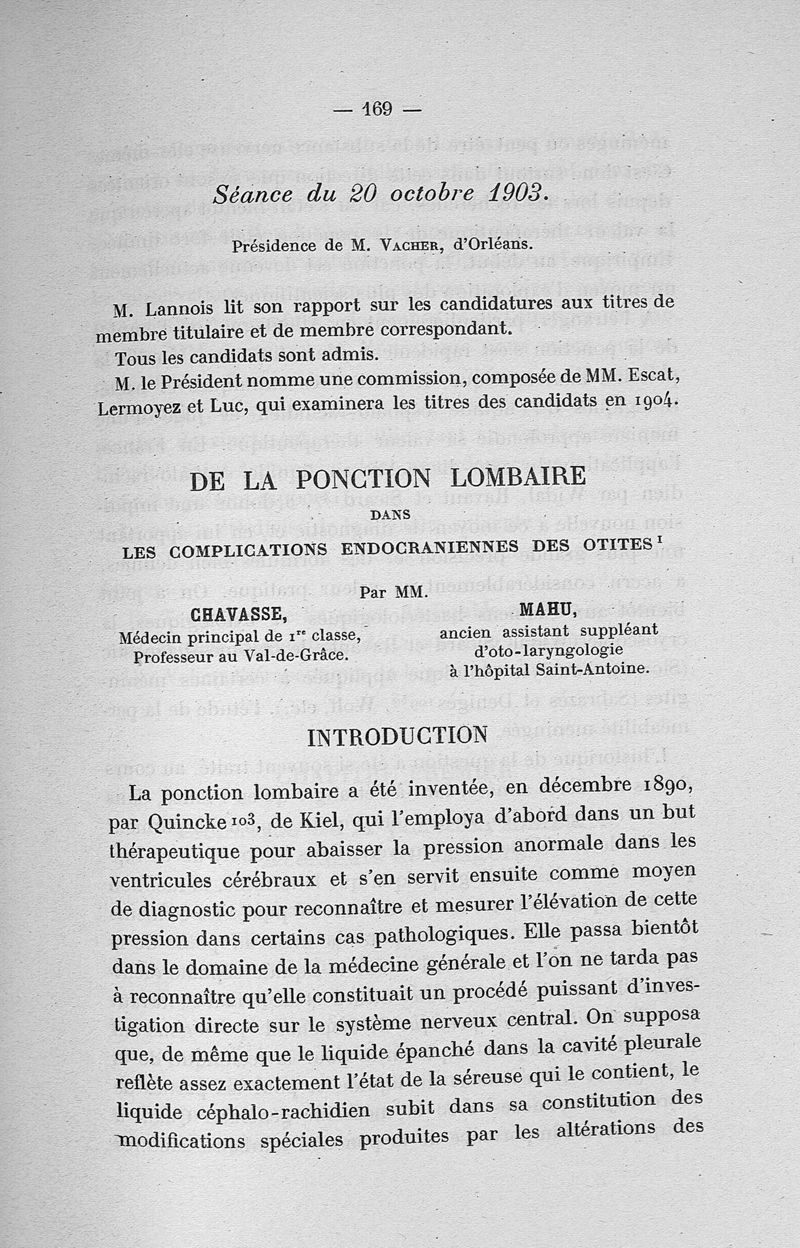 — 169 —
Séance du 20 octobre 1903.
Présidence de M. Vacher, d'Orléans.
M. Lannois lit son rapport sur les candidatures aux titres de
membre titulaire et de membre correspondant.
Tous les candidats sont admis.
M. le Président nomme une commission, composée de MM. Escat,
Lermoyez et Luc, qui examinera les titres des candidats en 1904.
DE LA PONCTION LOMBAIRE
DANS
LES COMPLICATIONS ENDOCRANIENNES DES OTITES¹
Par MM.
CHAVASSE,
Médecin principal de 1re classe,
Professeur au Val-de-Grâce.
MAHU,
ancien assistant suppléant
d'oto-laryngologie
à l'hôpital Saint-Antoine.
INTRODUCTION
La ponction lombaire a été inventée, en décembre 1890,
par Quincke 103, de Kiel, qui l'employa d'abord dans un but
thérapeutique pour abaisser la pression anormale dans les
ventricules cérébraux et s'en servit ensuite comme moyen
de diagnostic pour reconnaître et mesurer l'élévation de cette
pression dans certains cas pathologiques. Elle passa bientôt
dans le domaine de la médecine générale et l'on ne tarda pas
à reconnaître qu'elle constituait un procédé puissant d'inves-
tigation directe sur le système nerveux central. On supposa
que, de même que le liquide épanché dans la cavité pleurale
reflète assez exactement l'état de la séreuse qui le contient, le
liquide céphalo-rachidien subit dans sa constitution des
modifications spéciales produites par les altérations des